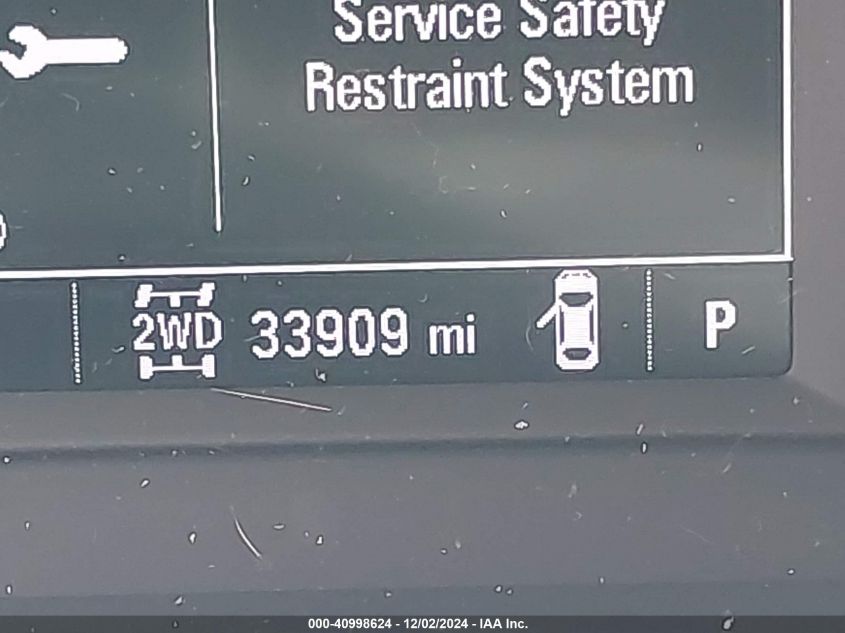 Service Safety
Restraint System
2WD 33909 mi P
000-40998624 - 12/02/2024 - IAA Inc.